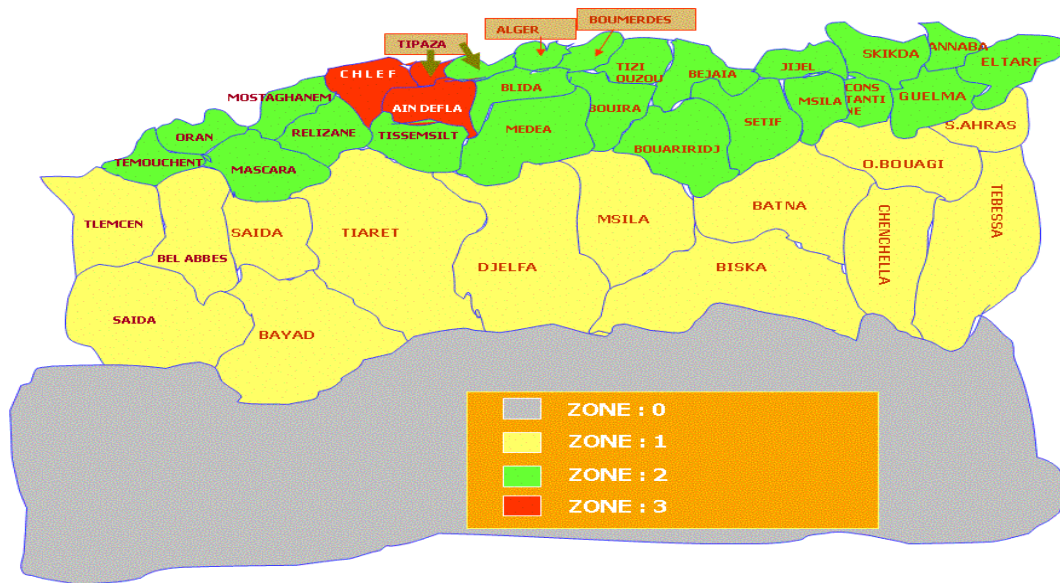 BOUMERDES
ALGER
TIPAZA
SKIKDA
ANNABA
ELTARF
CHLEF
TIZI
OUZOU
BEJAIA
JIJEL
BLIDA
MOSTAGHANEM
AIN DEFLA
BOUIRA
MSILA
CONS
TANTI
NE
GUELMA
ORAN
RELIZANE
TISSEMSILT
MEDEA
SETIF
S.AHRAS
TEMOUCHENT
MASCARA
BOUARIRIDJ
O.BOUAGI
TLEMCEN
SAIDA
TIARET
MSILA
BATNA
CHENCHELLA
TEBESSA
BEL ABBES
DJELFA
BISKA
SAIDA
BAYAD
ZONE : 0
ZONE : 1
ZONE : 2
ZONE : 3